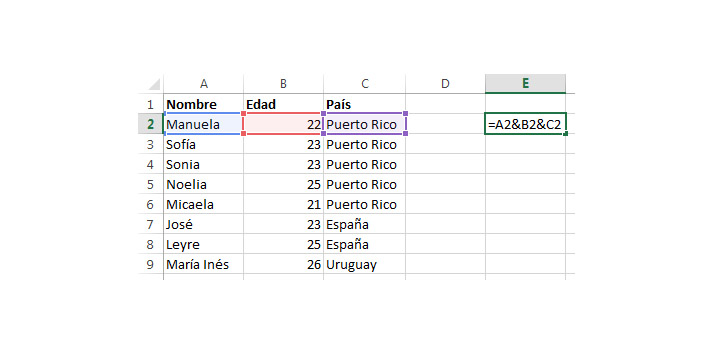 A B C D E
1 Nombre Edad País
2 Manuela 22 Puerto Rico =A2&B2&C2
3 Sofía 23 Puerto Rico
4 Sonia 23 Puerto Rico
5 Noelia 25 Puerto Rico
6 Micaela 21 Puerto Rico
7 José 23 España
8 Leyre 25 España
9 María Inés 26 Uruguay